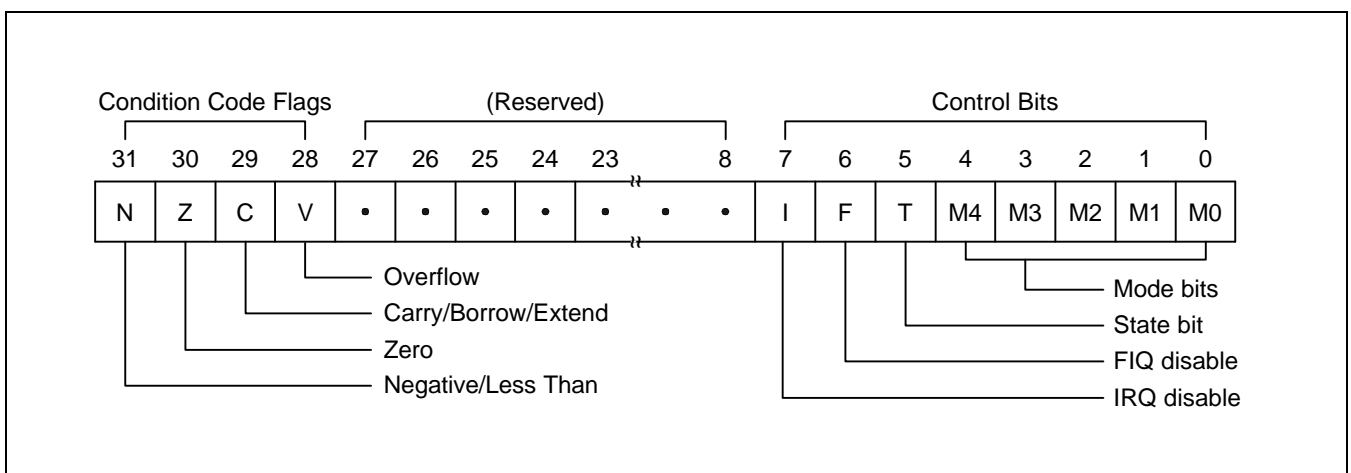 Condition Code Flags (Reserved) Control Bits
31 30 29 28 27 26 25 24 23 8 7 6 5 4 3 2 1 0
N Z C V • • • • • • • I F T M4 M3 M2 M1 M0
Overflow
Mode bits
Carry/Borrow/Extend
State bit
Zero
FIQ disable
Negative/Less Than
IRQ disable